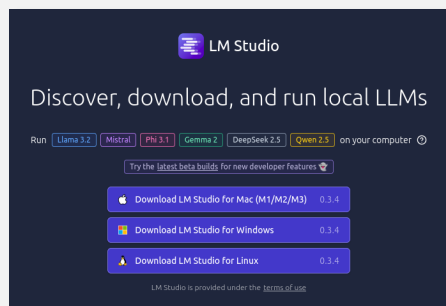 LM Studio
Discover, download, and run local LLMs
Run Llama 3.2 Mistral Phi 3.1 Gemma 2 DeepSeek 2.5 Qwen 2.5 on your computer
Try the latest beta builds for new developer features
Download LM Studio for Mac (M1/M2/M3) 0.3.4
Download LM Studio for Windows 0.3.4
Download LM Studio for Linux 0.3.4
LM Studio is provided under the terms of use